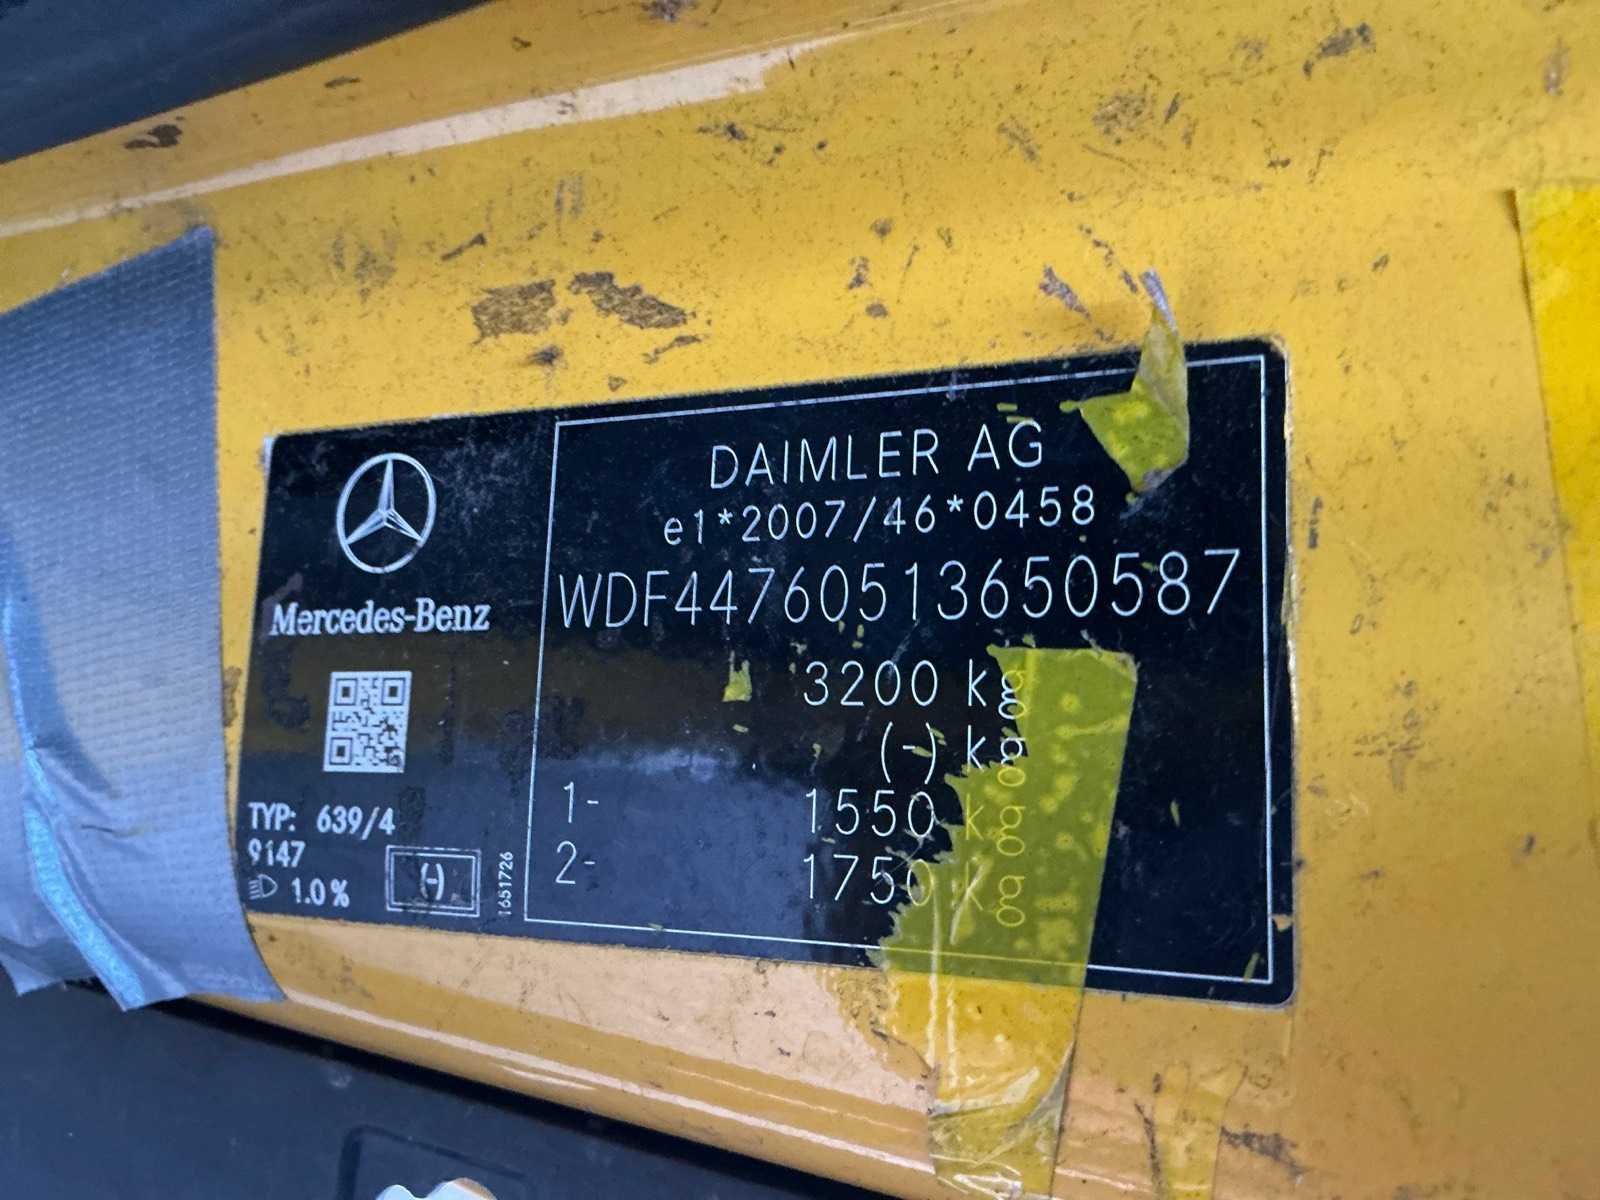 Mercedes-Benz
TYP: 639/4
9147
1.0 %
(-)
1651726
DAIMLER AG
e1*2007/46*0458
WDF44760513650587
3200 kg
(-) kg
1- 1550 kg
2- 1750 kg